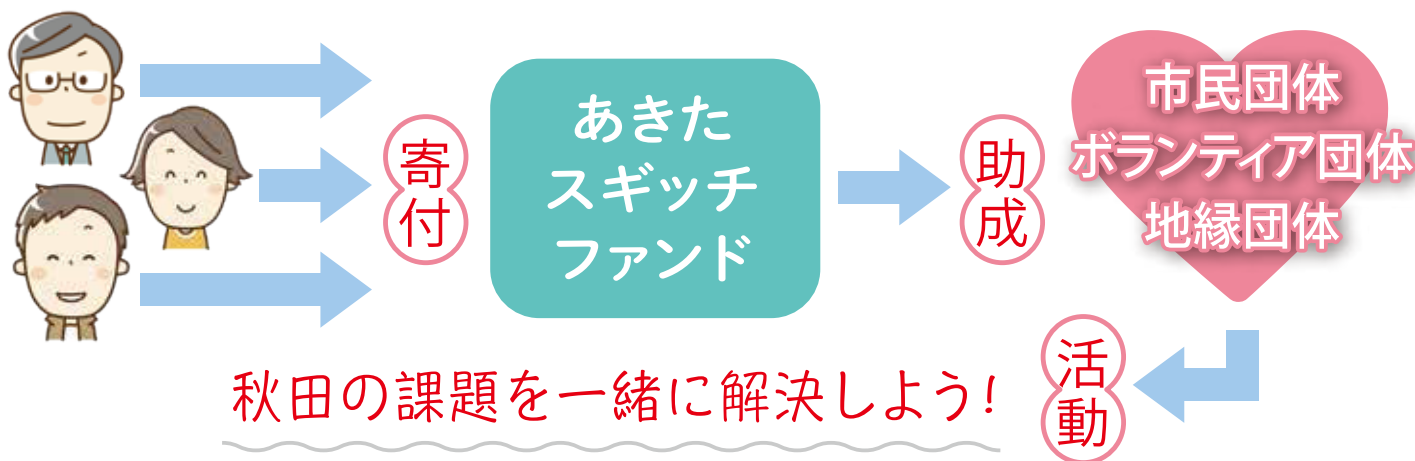 寄付
あきた
スギッチ
ファンド
助成
市民団体
ボランティア団体
地縁団体
活動
秋田の課題を一緒に解決しよう!